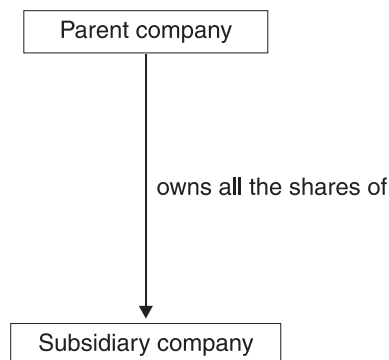 Parent company
owns all the shares of
Subsidiary company